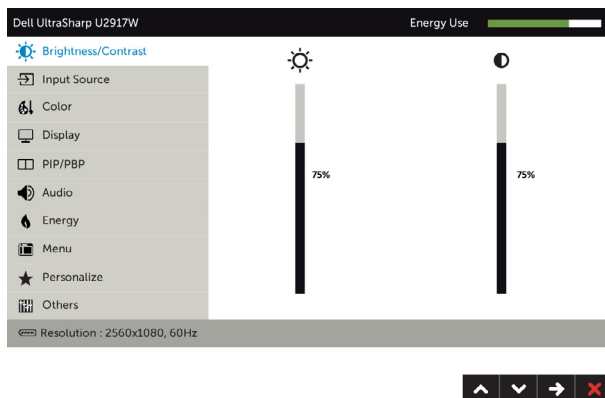 Dell UltraSharp U2917W
Energy Use
Brightness/Contrast
Input Source
Color
Display
PIP/PBP
Audio
Energy
Menu
Personalize
Others
75%
75%
Resolution : 2560x1080, 60Hz